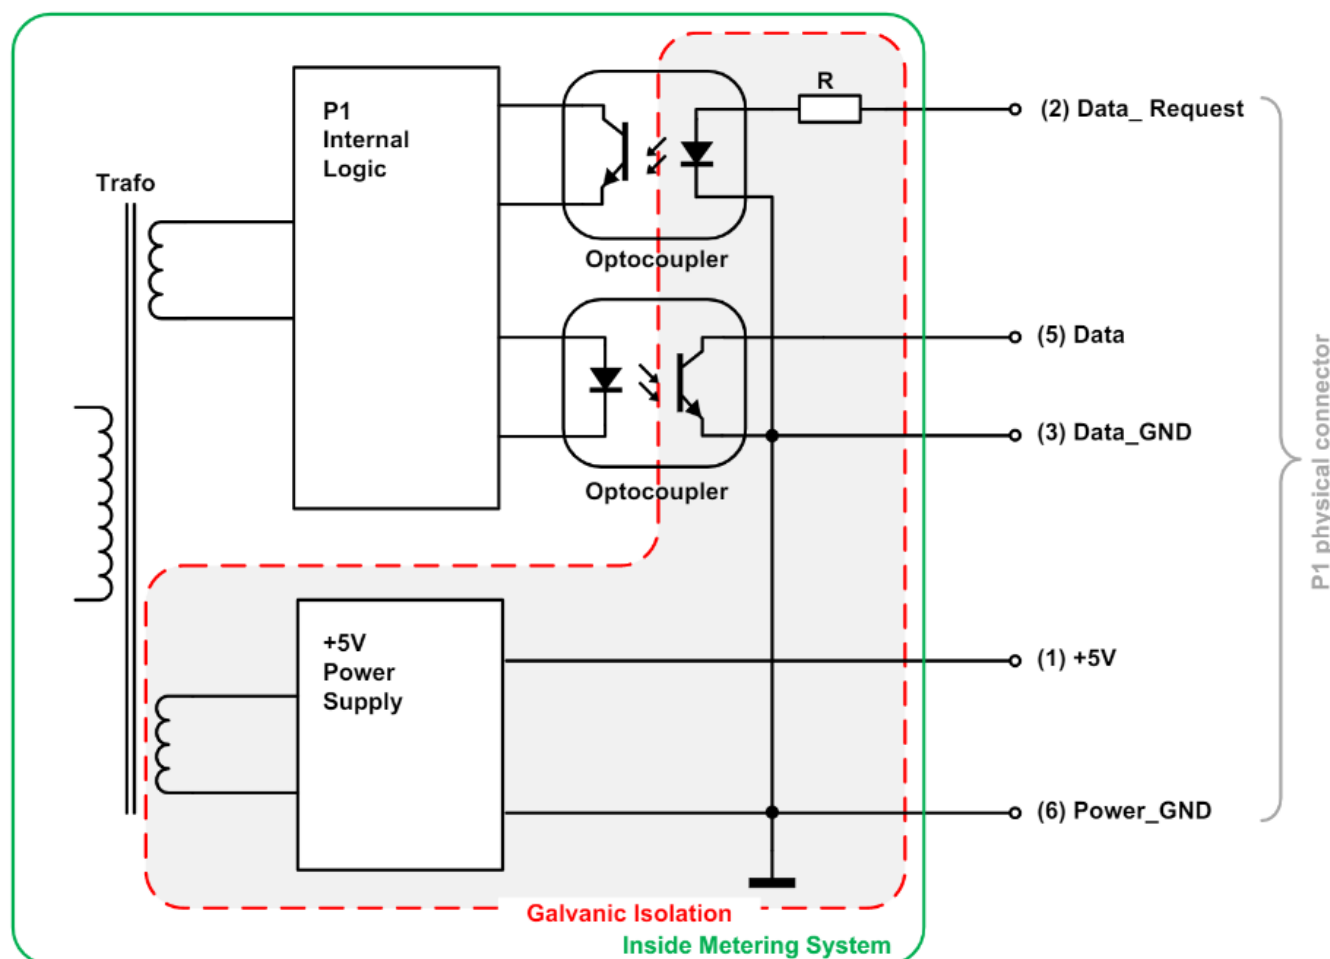 R
(2) Data_ Request
P1
Internal
Logic
Trafo
Optocoupler
(5) Data
(3) Data_GND
Optocoupler
P1 physical connector
+5V
Power
Supply
(1) +5V
(6) Power_GND
Galvanic Isolation
Inside Metering System